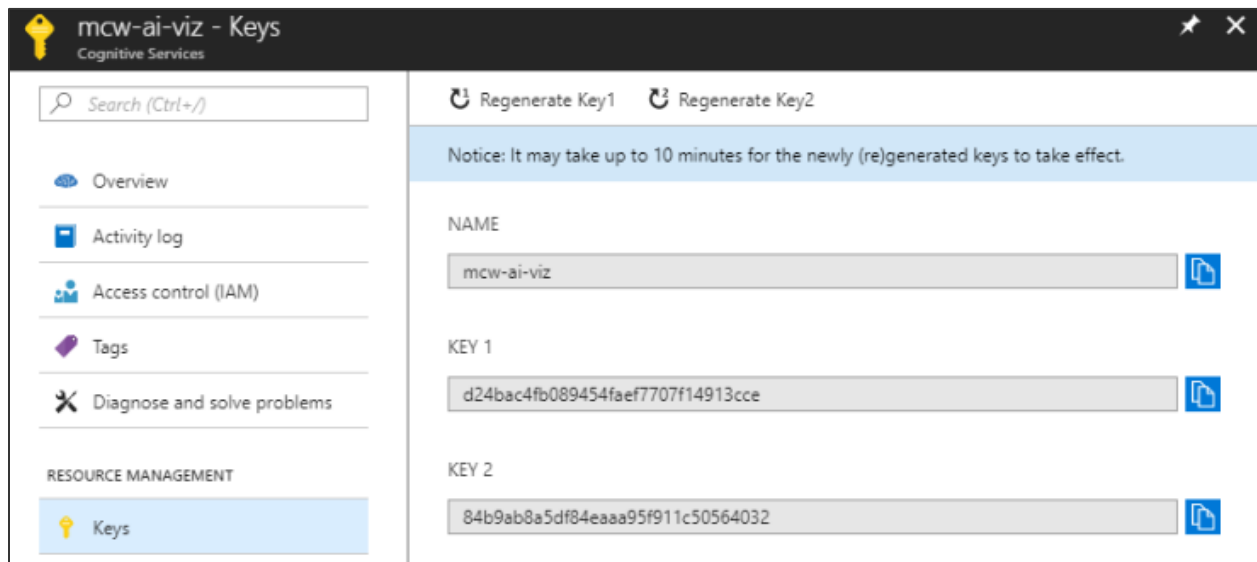 mcw-ai-viz - Keys
Cognitive Services
Search (Ctrl+/)
Overview
Activity log
Access control (IAM)
Tags
Diagnose and solve problems
RESOURCE MANAGEMENT
Keys
1 Regenerate Key1
2 Regenerate Key2
Notice: It may take up to 10 minutes for the newly (re)generated keys to take effect.
NAME
mcw-ai-viz
KEY 1
d24bac4fb089454faef7707f14913cce
KEY 2
84b9ab8a5df84eaaa95f911c50564032